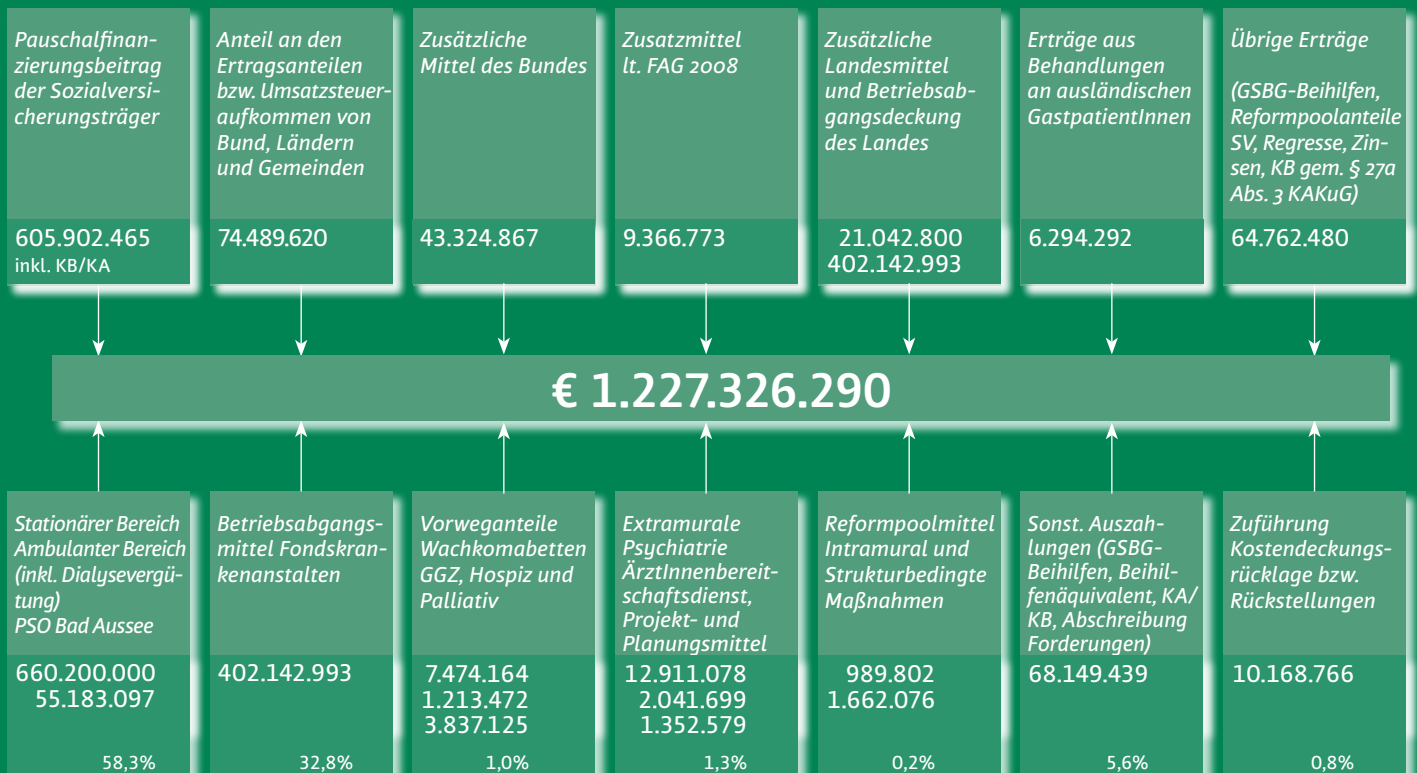 Pauschalfinan-
zierungsbeitrag
der Sozialversi-
cherungsträger
605.902.465
inkl. KB/KA
Anteil an den
Ertragsanteilen
bzw. Umsatzsteuer-
aufkommen von
Bund, Ländern
und Gemeinden
74.489.620
Zusätzliche
Mittel des Bundes
43.324.867
Zusatzmittel
lt. FAG 2008
9.366.773
Zusätzliche
Landesmittel
und Betriebsab-
gangsdeckung
des Landes
21.042.800
402.142.993
Erträge aus
Behandlungen
an ausländischen
GastpatientInnen
6.294.292
Übrige Erträge
(GSBG-Beihilfen,
Reformpoolanteile
SV, Regresse, Zin-
sen, KB gem. § 27a
Abs. 3 KAKuG)
64.762.480
€ 1.227.326.290
Stationärer Bereich
Ambulanter Bereich
(inkl. Dialysevergü-
tung)
PSO Bad Aussee
660.200.000
55.183.097
58,3%
Betriebsabgangs-
mittel Fondskran-
kenanstalten
402.142.993
32,8%
Vorweganteile
Wachkomabetten
GGZ, Hospiz und
Palliativ
7.474.164
1.213.472
3.837.125
1,0%
Extramurale
Psychiatrie
ÄrztInnenbereit-
schaftsdienst,
Projekt- und
Planungsmittel
12.911.078
2.041.699
1.352.579
1,3%
Reformpoolmittel
Intramural und
Strukturbedingte
Maßnahmen
989.802
1.662.076
0,2%
Sonst. Auszah-
lungen (GSBG-
Beihilfen, Beihil-
fenäquivalent, KA/
KB, Abschreibung
Forderungen)
68.149.439
5,6%
Zuführung
Kostendeckungs-
rücklage bzw.
Rückstellungen
10.168.766
0,8%